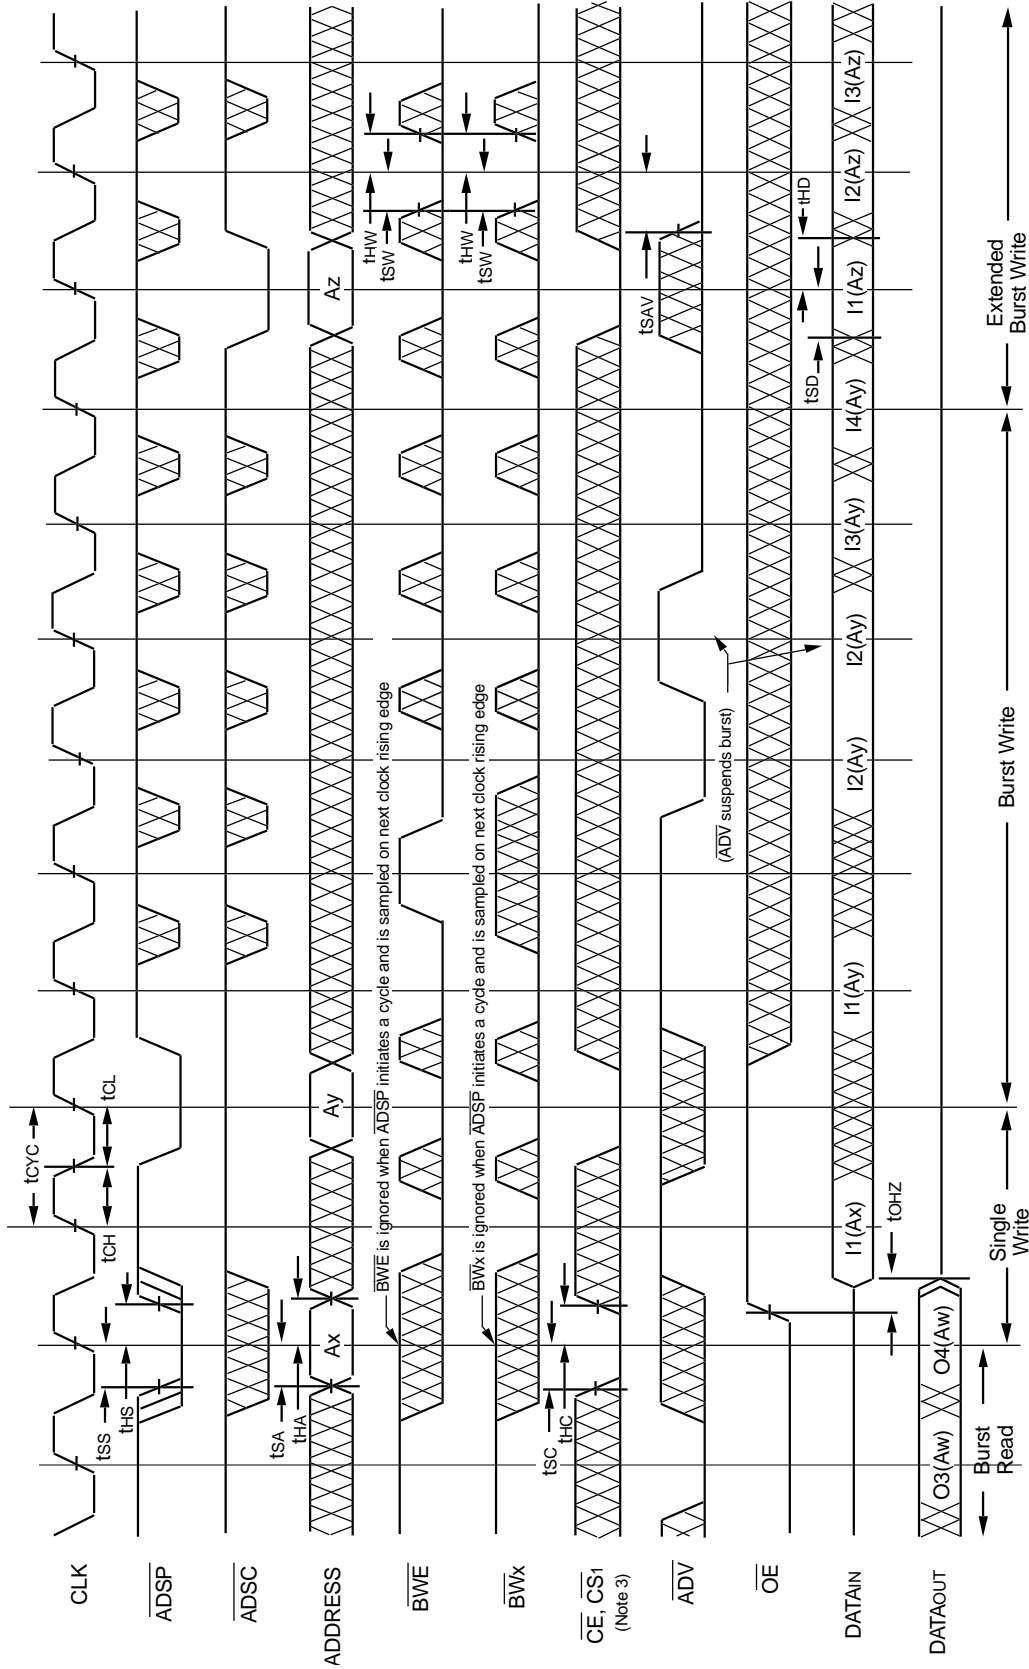 CLK
tCYC
tCH
tCL
ADSP
tSS
tHS
ADSC
ADDRESS
tSA
tHA
Ax
Ay
Az
BWE
BWE is ignored when ADSP initiates a cycle and is sampled on next clock rising edge
tHW
tSW
BWx
BWx is ignored when ADSP initiates a cycle and is sampled on next clock rising edge
tHW
tSW
CE, CS1
(Note 3)
tSC
tHC
ADV
(ADV suspends burst)
tSAV
OE
DATAIN
I1(Ax)
I1(Ay)
I2(Ay)
I2(Ay)
I3(Ay)
I4(Ay)
I1(Az)
I2(Az)
I3(Az)
tSD
tHD
tOHZ
DATAOUT
O3(Aw)
O4(Aw)
Burst
Read
Single
Write
Burst Write
Extended
Burst Write